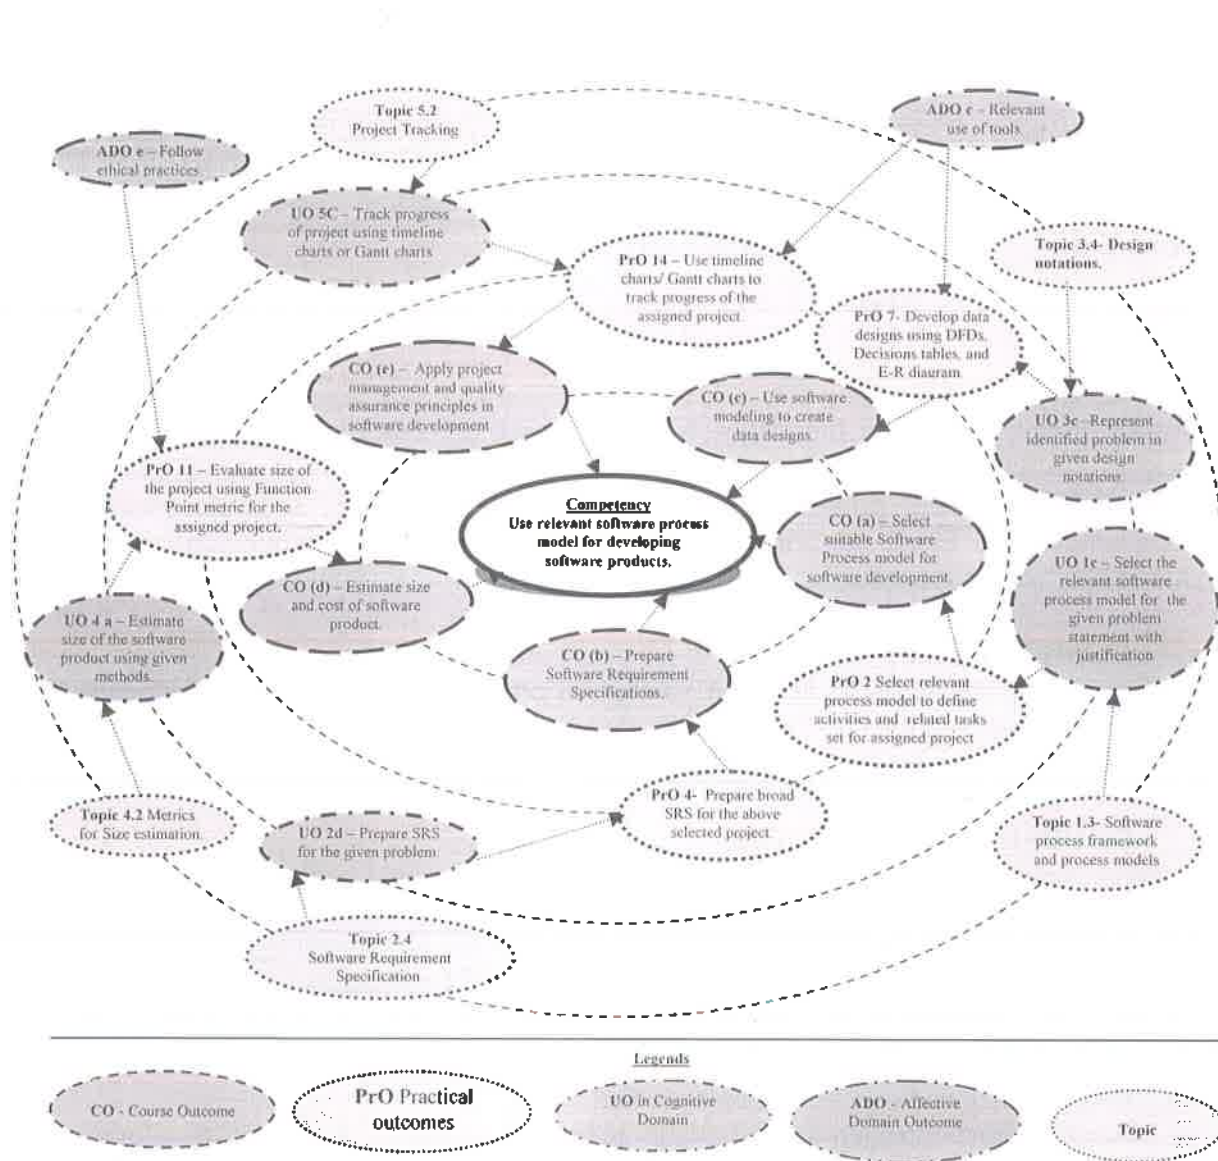 Topic 5.2
Project Tracking
ADO c – Relevant
use of tools.
ADO e – Follow
ethical practices.
UO 5C – Track progress
of project using timeline
charts or Gantt charts
Topic 3.4- Design
notations.
PrO 14 – Use timeline
charts/ Gantt charts to
track progress of the
assigned project.
PrO 7- Develop data
designs using DFDs,
Decisions tables, and
E-R diagram.
CO (e) – Apply project
management and quality
assurance principles in
software development
CO (c) – Use software
modeling to create
data designs.
UO 3c - Represent
identified problem in
given design
notations.
PrO 11 – Evaluate size of
the project using Function
Point metric for the
assigned project.
Competency
Use relevant software process
model for developing
software products.
CO (a) – Select
suitable Software
Process model for
software development.
UO 1c – Select the
relevant software
process model for the
given problem
statement with
justification
CO (d) – Estimate size
and cost of software
product.
UO 4 a – Estimate
size of the software
product using given
methods.
CO (b) – Prepare
Software Requirement
Specifications.
PrO 2 Select relevant
process model to define
activities and related tasks
set for assigned project
PrO 4- Prepare broad
SRS for the above
selected project.
Topic 4.2 Metrics
for Size estimation.
UO 2d – Prepare SRS
for the given problem.
Topic 1.3- Software
process framework
and process models
Topic 2.4
Software Requirement
Specification
Legends
CO - Course Outcome
PrO Practical
outcomes
UO in Cognitive
Domain
ADO - Affective
Domain Outcome
Topic